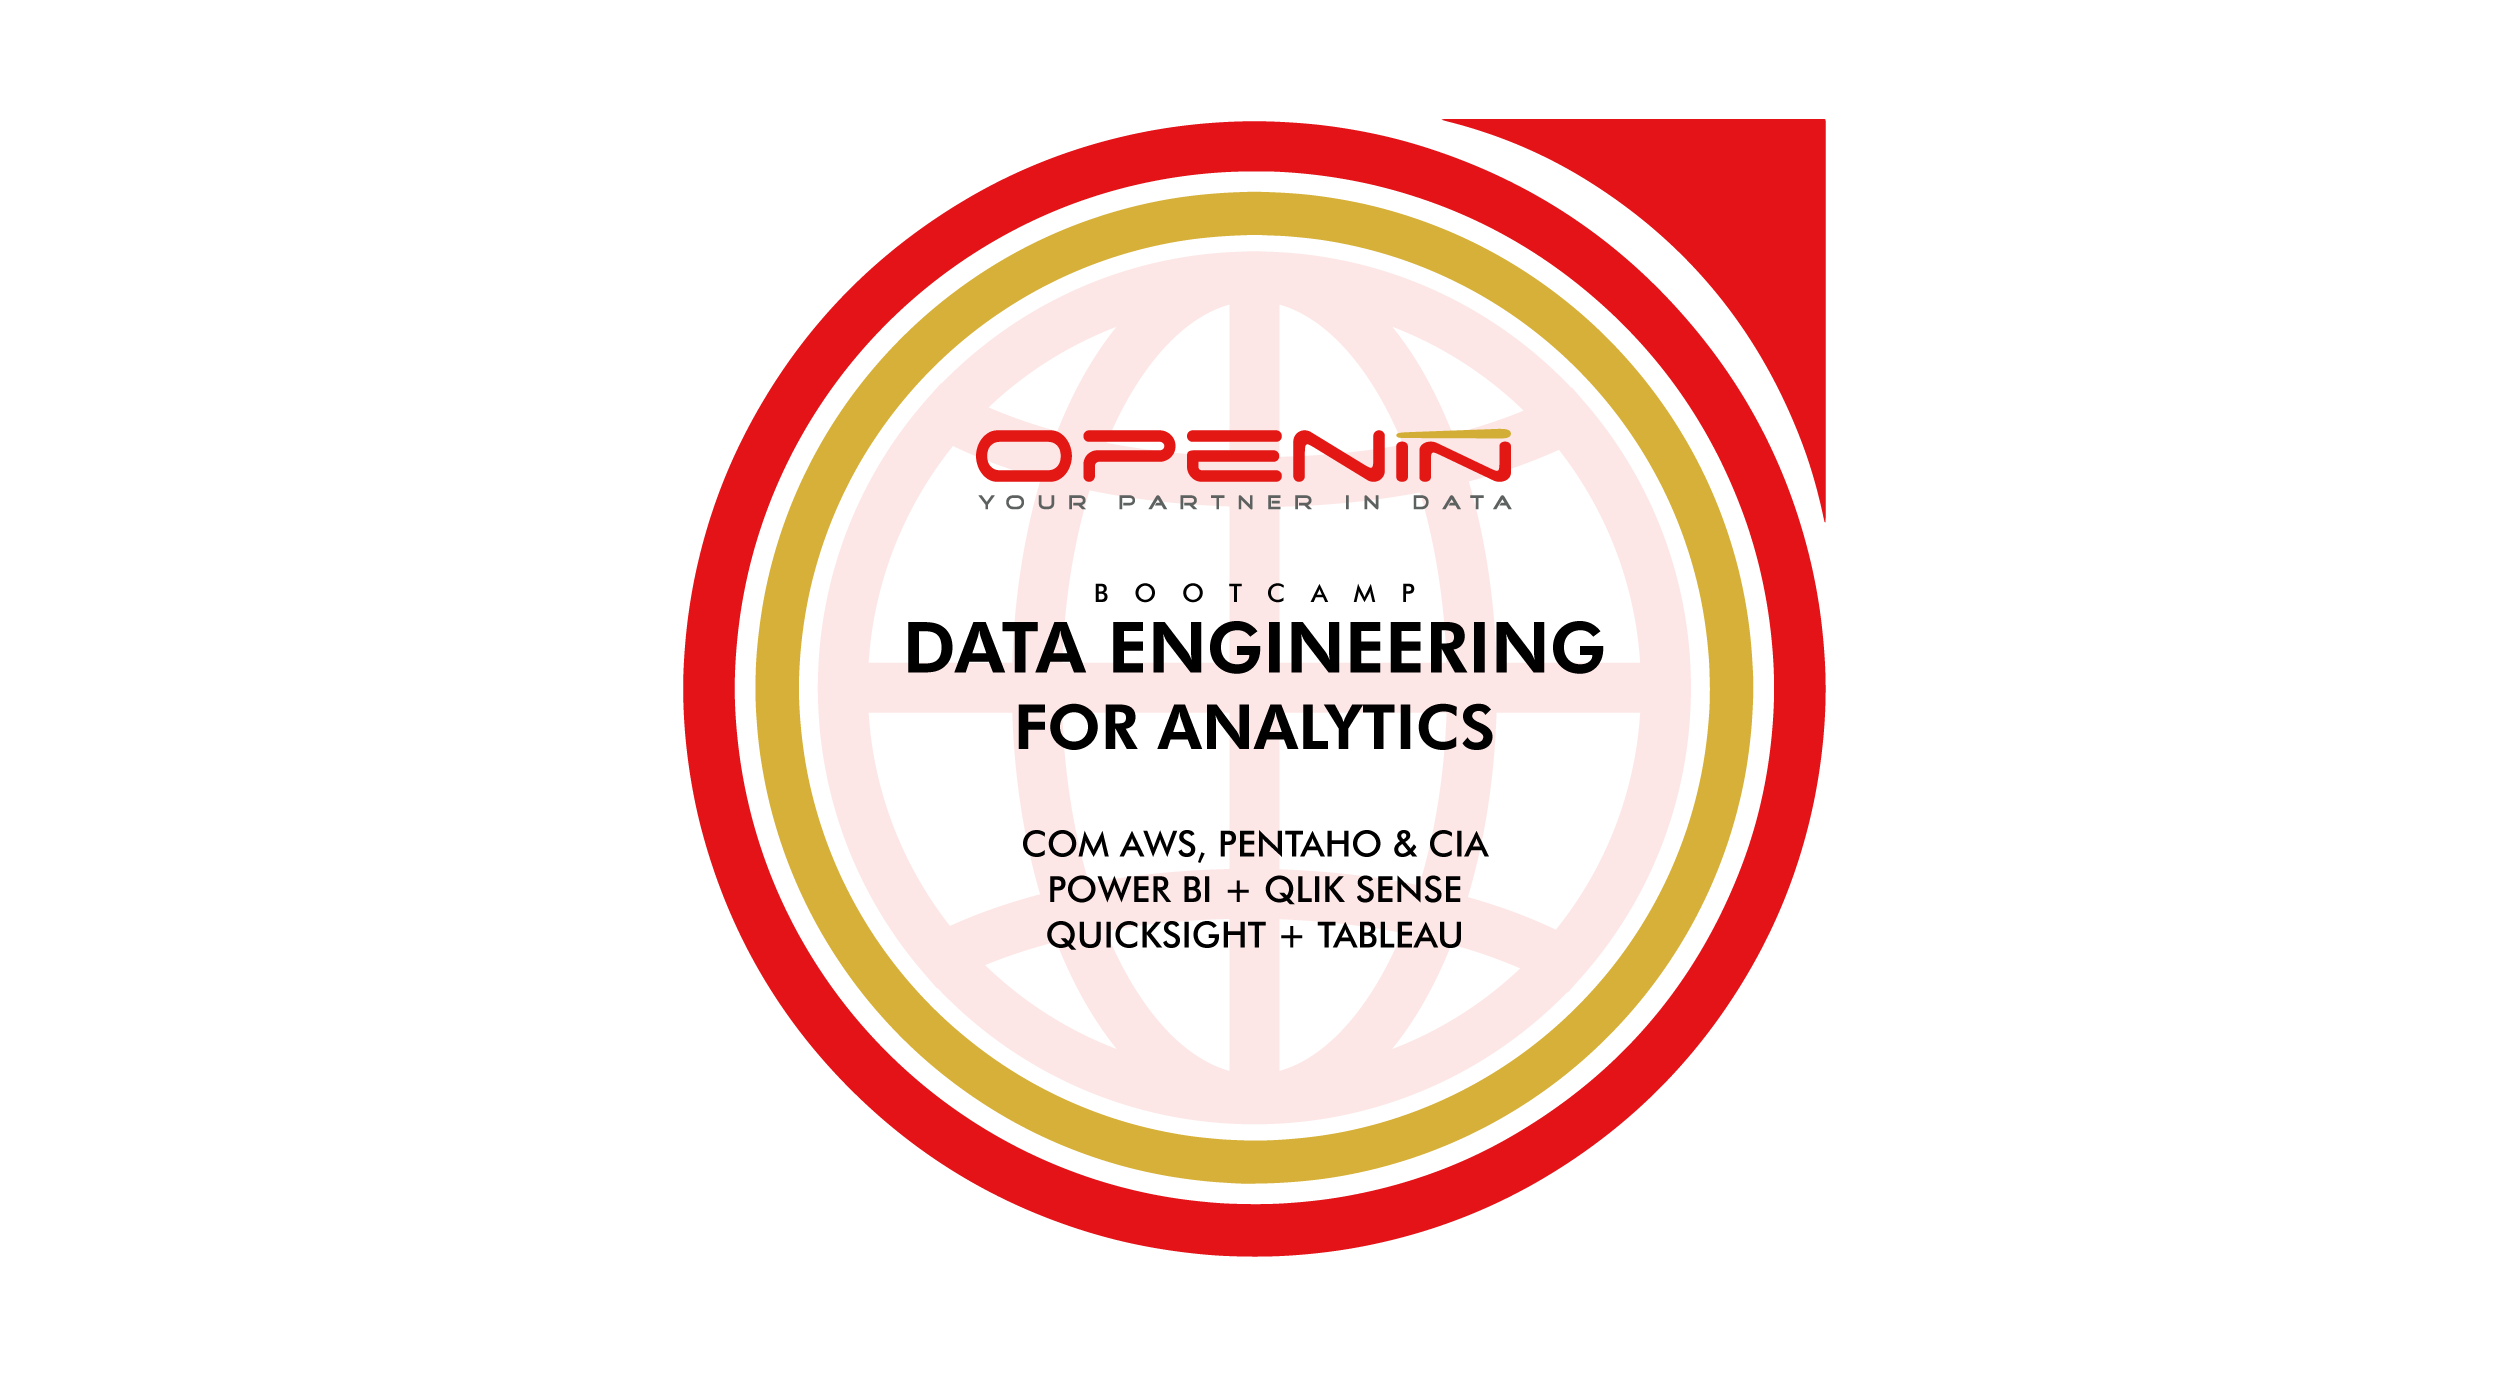 OPENIN
YOUR PARTNER IN DATA
BOOTCAMP
DATA ENGINEERING
FOR ANALYTICS
COM AWS, PENTAHO & CIA
POWER BI + QLIK SENSE
QUICKSIGHT + TABLEAU